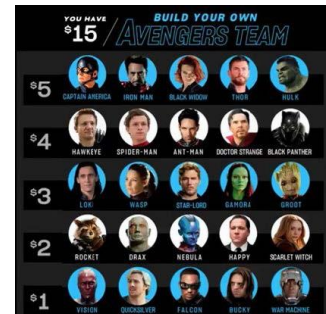 YOU HAVE
$15
BUILD YOUR OWN
AVENGERS TEAM
$5
CAPTAIN AMERICA IRON MAN BLACK WIDOW THOR HULK
$4
HAWKEYE SPIDER-MAN ANT-MAN DOCTOR STRANGE BLACK PANTHER
$3
LOKI WASP STAR-LORD GAMORA GROOT
$2
ROCKET DRAX NEBULA HAPPY SCARLET WITCH
$1
VISION QUICKSILVER FALCON BUCKY WAR MACHINE